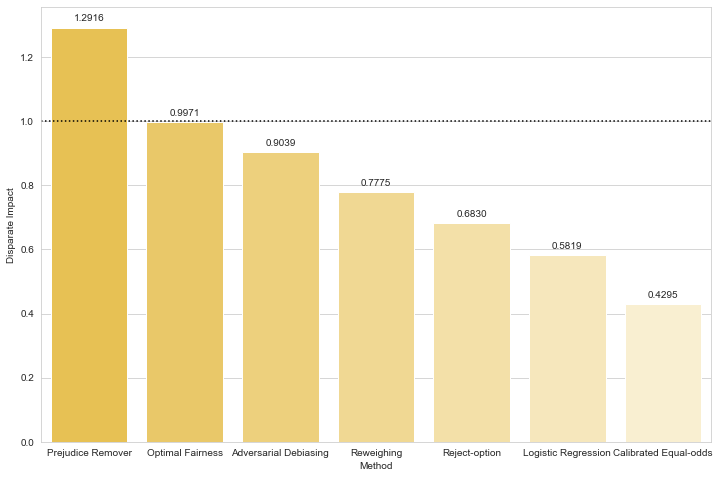 1.2916
0.9971
0.9039
0.7775
0.6830
0.5819
0.4295
1.2
1.0
0.8
0.6
0.4
0.2
0.0
Disparate Impact
Prejudice Remover
Optimal Fairness
Adversarial Debiasing
Reweighing
Reject-option
Logistic Regression
Calibrated Equal-odds
Method